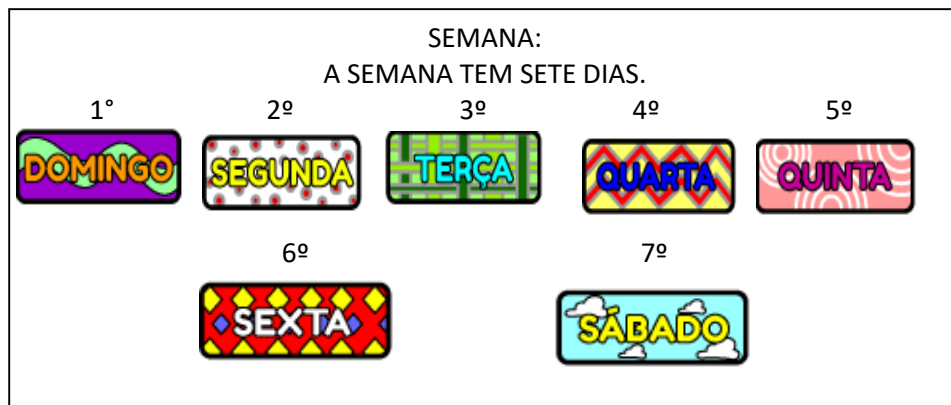 SEMANA:
A SEMANA TEM SETE DIAS.
1° 2º 3º 4º 5º
DOMINGO SEGUNDA TERÇA QUARTA QUINTA
6º 7º
SEXTA SÁBADO